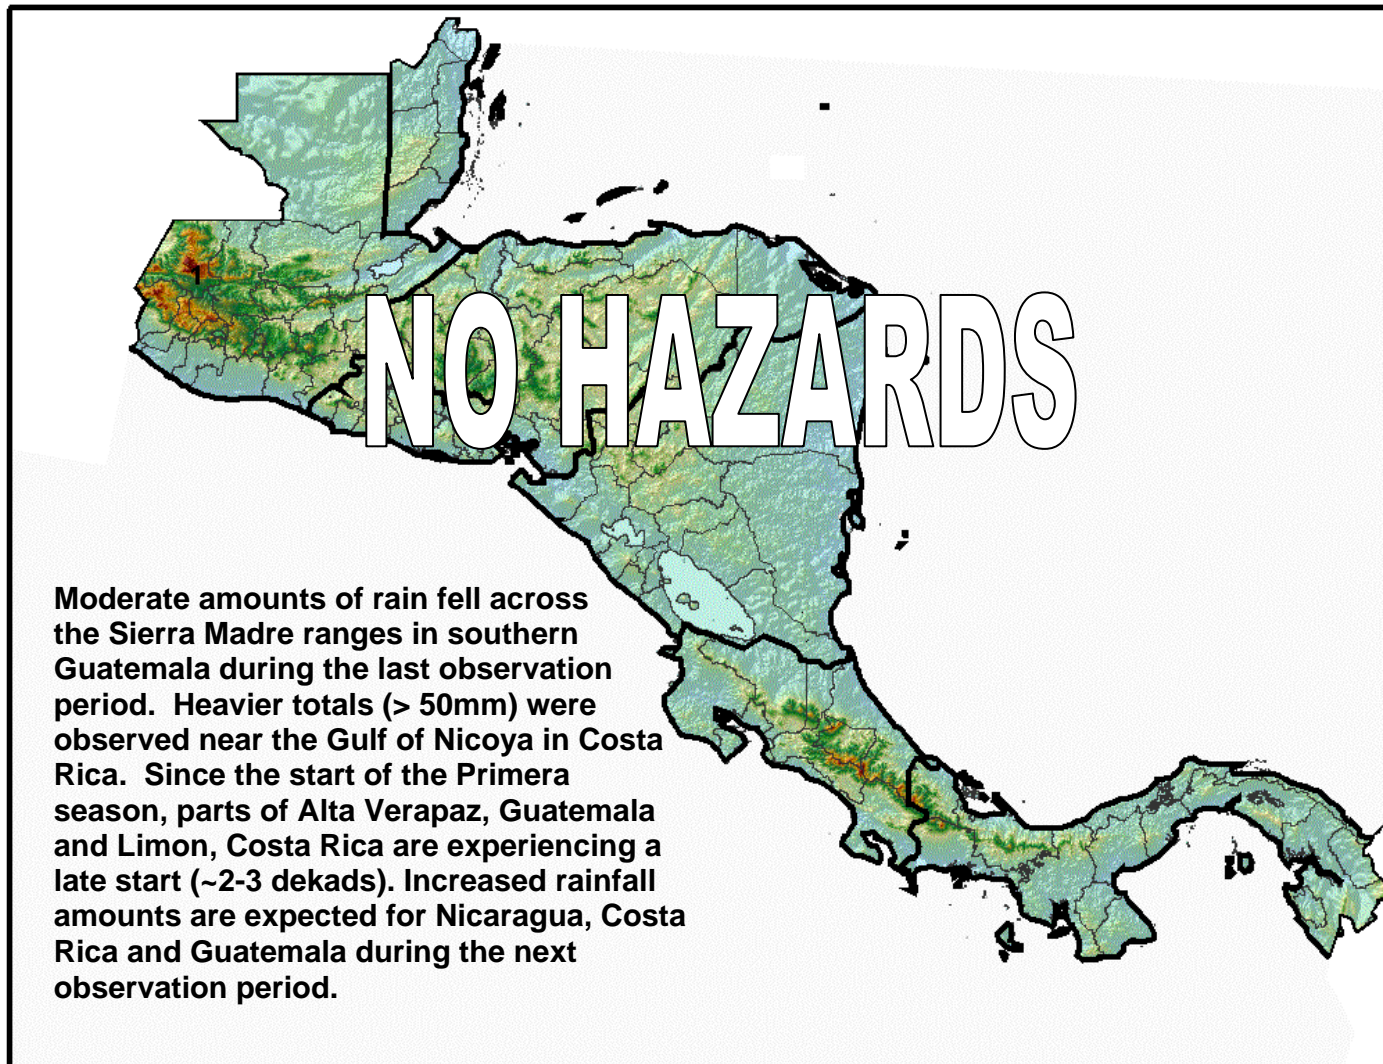 1
NO HAZARDS
Moderate amounts of rain fell across
the Sierra Madre ranges in southern
Guatemala during the last observation
period.  Heavier totals (> 50mm) were
observed near the Gulf of Nicoya in Costa
Rica.  Since the start of the Primera
season, parts of Alta Verapaz, Guatemala
and Limon, Costa Rica are experiencing a
late start (~2-3 dekads). Increased rainfall
amounts are expected for Nicaragua, Costa
Rica and Guatemala during the next
observation period.